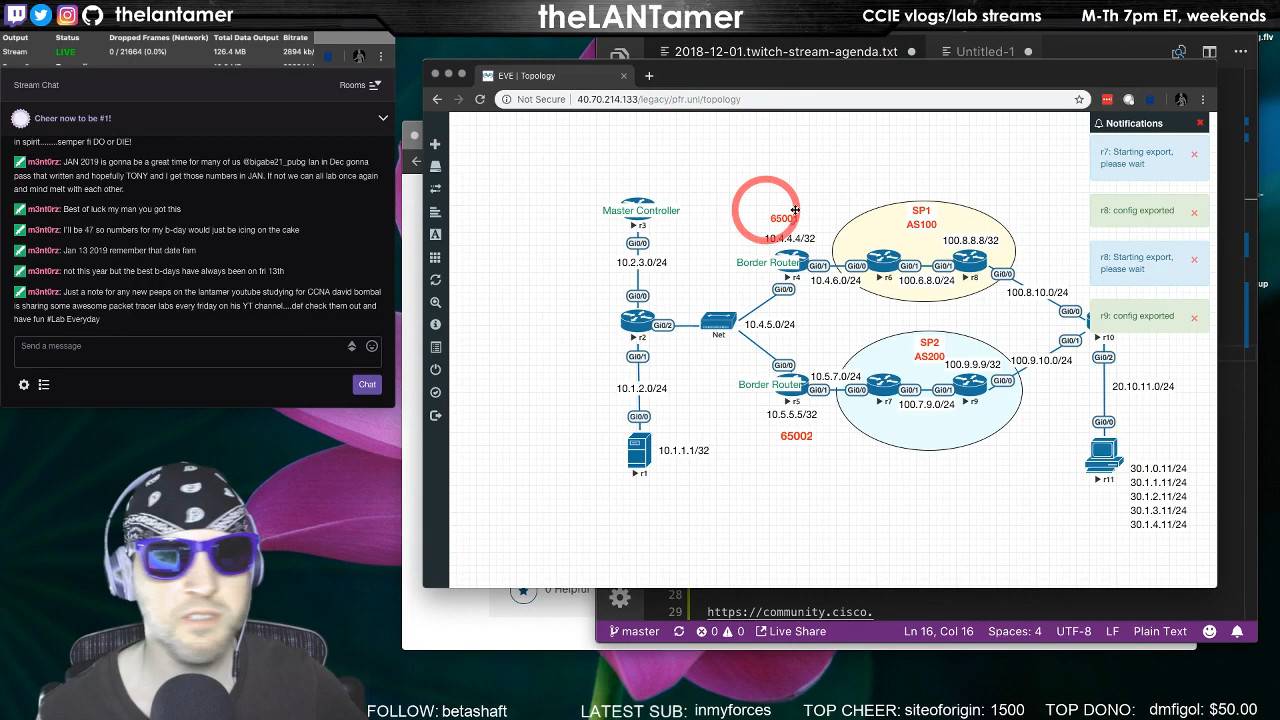 theLANTamer
theLANTamer
CCIE vlogs/lab streams
M-Th 7pm ET, weekends
Output
Status
Dropped Frames (Network)
Total Data Output
Bitrate
Stream
LIVE
0 / 21664 (0.0%)
126.4 MB
2894 kb/
Stream Chat
Rooms
Cheer now to be #1!
in spirit.......semper fi DO or DIE!
m3nt0rz: JAN 2019 is gonna be a great time for many of us @bigabe21_pubg Ian in Dec gonna
pass that written and hopefully TONY and I get those numbers in JAN. If not we can all lab once again
and mind melt with each other.
m3nt0rz: Best of luck my man you got this
m3nt0rz: I'll be 47 so numbers for my b-day would just be icing on the cake
m3nt0rz: Jan 13 2019 remember that date fam
m3nt0rz: not this year but the best b-days have always been on fri 13th
m3nt0rz: Just a note for any new peeps on the lantamer youtube studying for CCNA david bombal
is sharing some awesome packet tracer labs every friday on his YT channel....def check them out and
have fun #Lab Everyday
Send a message
Chat
2018-12-01.twitch-stream-agenda.txt
Untitled-1
.flv
EVE | Topology
Not Secure
40.70.214.133/legacy/pfr.unl/topology
Notifications
r7: Starting export,
please wait
r8: config exported
r8: Starting export,
please wait
r9: config exported
Master Controller
r3
Gi0/0
10.2.3.0/24
Gi0/0
r2
Gi0/2
Gi0/1
10.1.2.0/24
Gi0/0
r1
10.1.1.1/32
Net
10.4.5.0/24
65001
10.4.4.4/32
Border Router
r4
Gi0/0
Gi0/1
10.4.6.0/24
SP1
AS100
Gi0/0
r6
Gi0/1
100.6.8.0/24
Gi0/1
r8
100.8.8.8/32
Gi0/0
100.8.10.0/24
Gi0/0
Gi0/0
Border Router
r5
Gi0/1
10.5.7.0/24
10.5.5.5/32
65002
SP2
AS200
Gi0/0
r7
Gi0/1
100.7.9.0/24
Gi0/1
r9
100.9.9.9/32
Gi0/0
100.9.10.0/24
Gi0/1
r10
Gi0/2
20.10.11.0/24
Gi0/0
r11
30.1.0.11/24
30.1.1.11/24
30.1.2.11/24
30.1.3.11/24
30.1.4.11/24
up
0 Helpful
28
29
https://community.cisco.
master
0
0
Live Share
Ln 16, Col 16
Spaces: 4
UTF-8
LF
Plain Text
FOLLOW: betashaft
LATEST SUB: inmyforces
TOP CHEER: siteoforigin: 1500
TOP DONO: dmfigol: $50.00